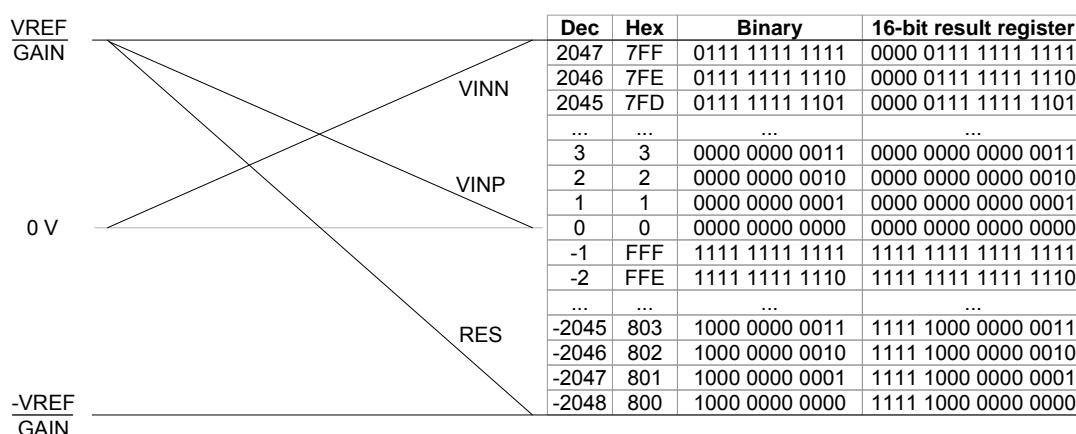 VREF
GAIN
VINN
VINP
0 V
RES
-VREF
GAIN
Dec Hex Binary 16-bit result register
2047 7FF 0111 1111 1111 0000 0111 1111 1111
2046 7FE 0111 1111 1110 0000 0111 1111 1110
2045 7FD 0111 1111 1101 0000 0111 1111 1101
... ... ... ...
3 3 0000 0000 0011 0000 0000 0000 0011
2 2 0000 0000 0010 0000 0000 0000 0010
1 1 0000 0000 0001 0000 0000 0000 0001
0 0 0000 0000 0000 0000 0000 0000 0000
-1 FFF 1111 1111 1111 1111 1111 1111 1111
-2 FFE 1111 1111 1110 1111 1111 1111 1110
... ... ... ...
-2045 803 1000 0000 0011 1111 1000 0000 0011
-2046 802 1000 0000 0010 1111 1000 0000 0010
-2047 801 1000 0000 0001 1111 1000 0000 0001
-2048 800 1000 0000 0000 1111 1000 0000 0000